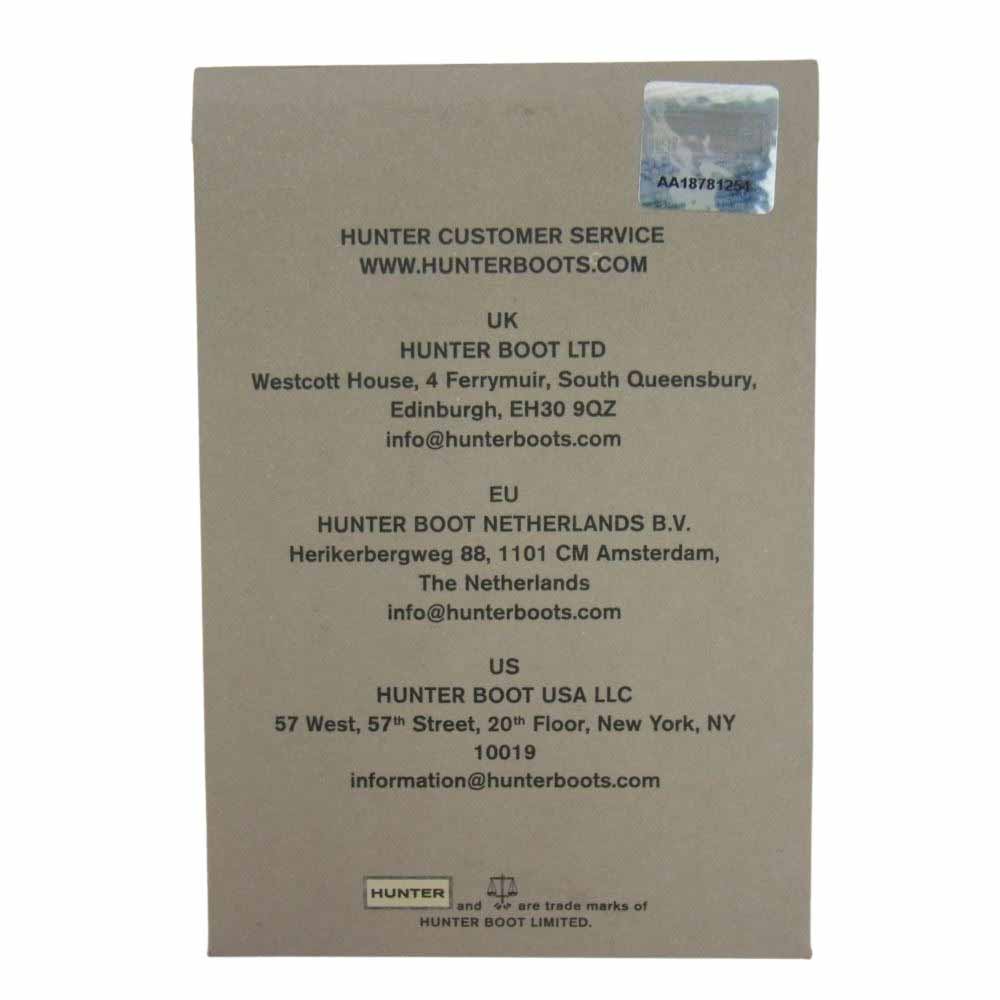 AA18781251
HUNTER CUSTOMER SERVICE
WWW.HUNTERBOOTS.COM
UK
HUNTER BOOT LTD
Westcott House, 4 Ferrymuir, South Queensbury,
Edinburgh, EH30 9QZ
info@hunterboots.com
EU
HUNTER BOOT NETHERLANDS B.V.
Herikerbergweg 88, 1101 CM Amsterdam,
The Netherlands
info@hunterboots.com
US
HUNTER BOOT USA LLC
57 West, 57th Street, 20th Floor, New York, NY
10019
information@hunterboots.com
HUNTER and are trade marks of
HUNTER BOOT LIMITED.